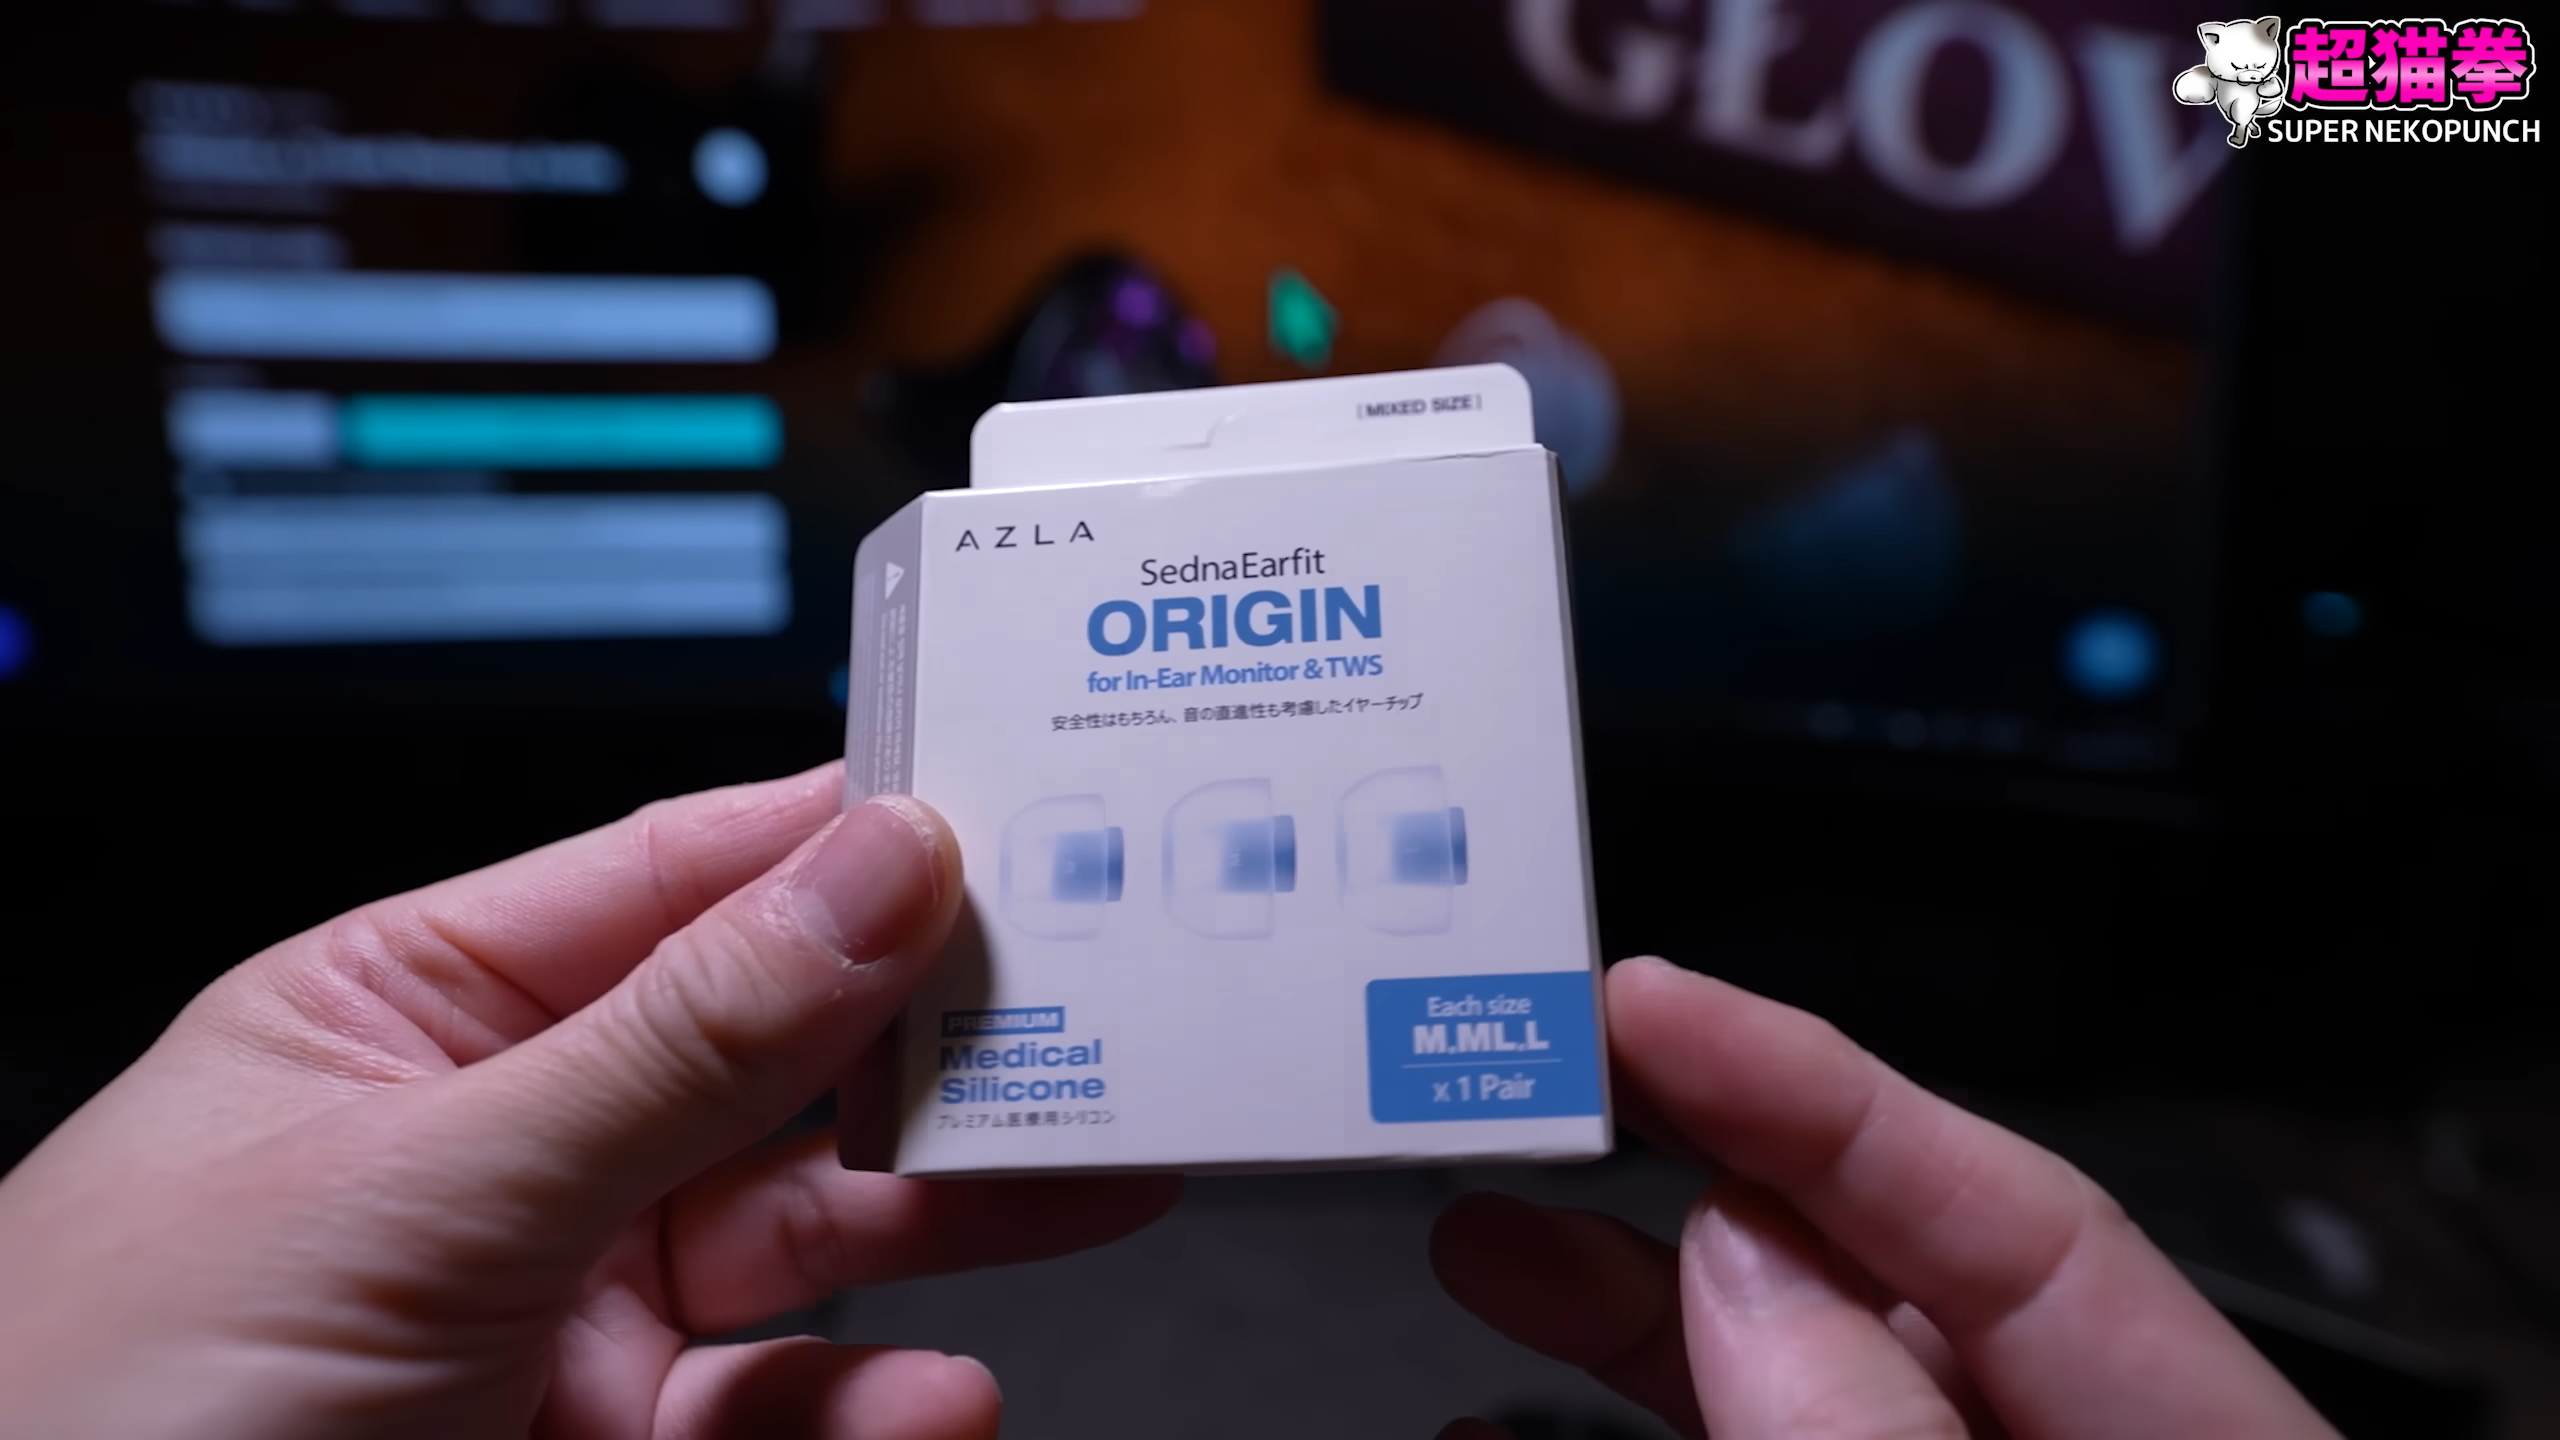 GLOV
超猫拳
SUPER NEKOPUNCH
[MIXED SIZE]
AZLA
SednaEarfit
ORIGIN
for In-Ear Monitor & TWS
安全性はもちろん、音の直進性も考慮したイヤーチップ
PREMIUM
Medical
Silicone
プレミアム医療用シリコン
Each size
M.ML.L
x 1 Pair